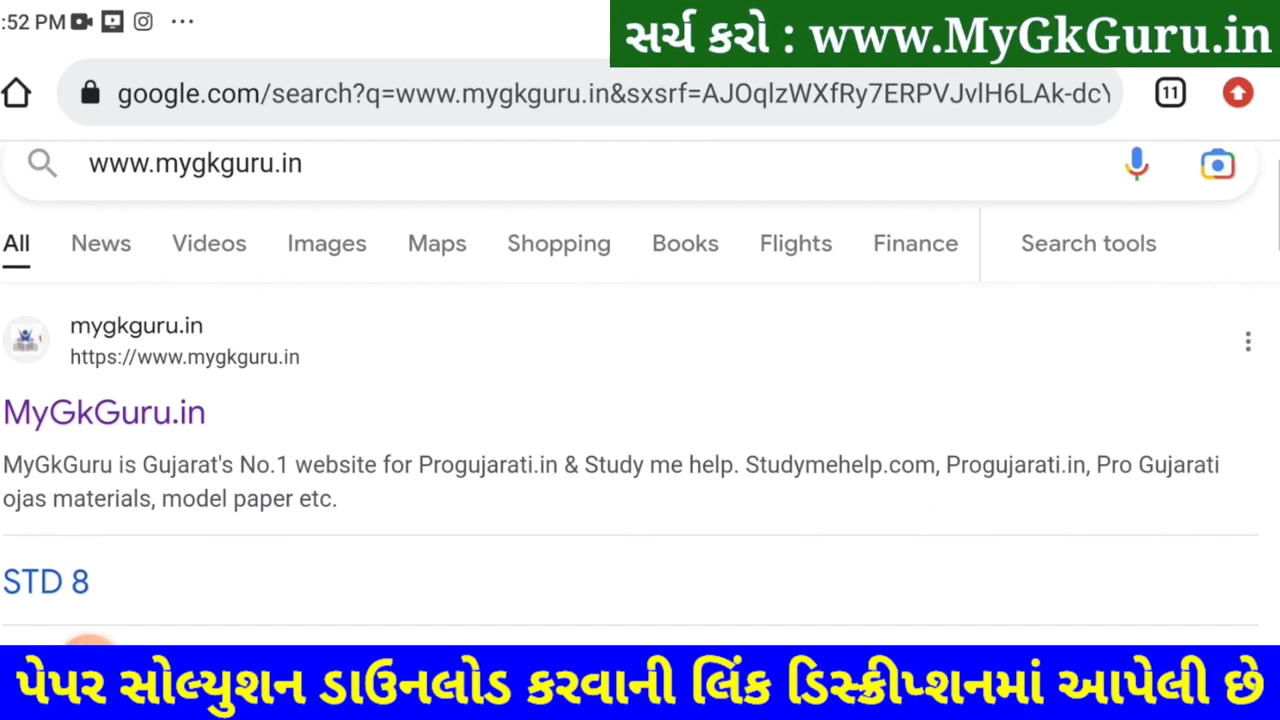 :52 PM
સર્ચ કરો : www.MyGkGuru.in
google.com/search?q=www.mygkguru.in&sxsrf=AJOqlzWXfRy7ERPVJvlH6LAk-dcY
11
www.mygkguru.in
All News Videos Images Maps Shopping Books Flights Finance Search tools
mygkguru.in
https://www.mygkguru.in
MyGkGuru.in
MyGkGuru is Gujarat's No.1 website for Progujarati.in & Study me help. Studymehelp.com, Progujarati.in, Pro Gujarati
ojas materials, model paper etc.
STD 8
પેપર સોલ્યુશન ડાઉનલોડ કરવાની લિંક ડિસ્ક્રીપ્શનમાં આપેલી છે